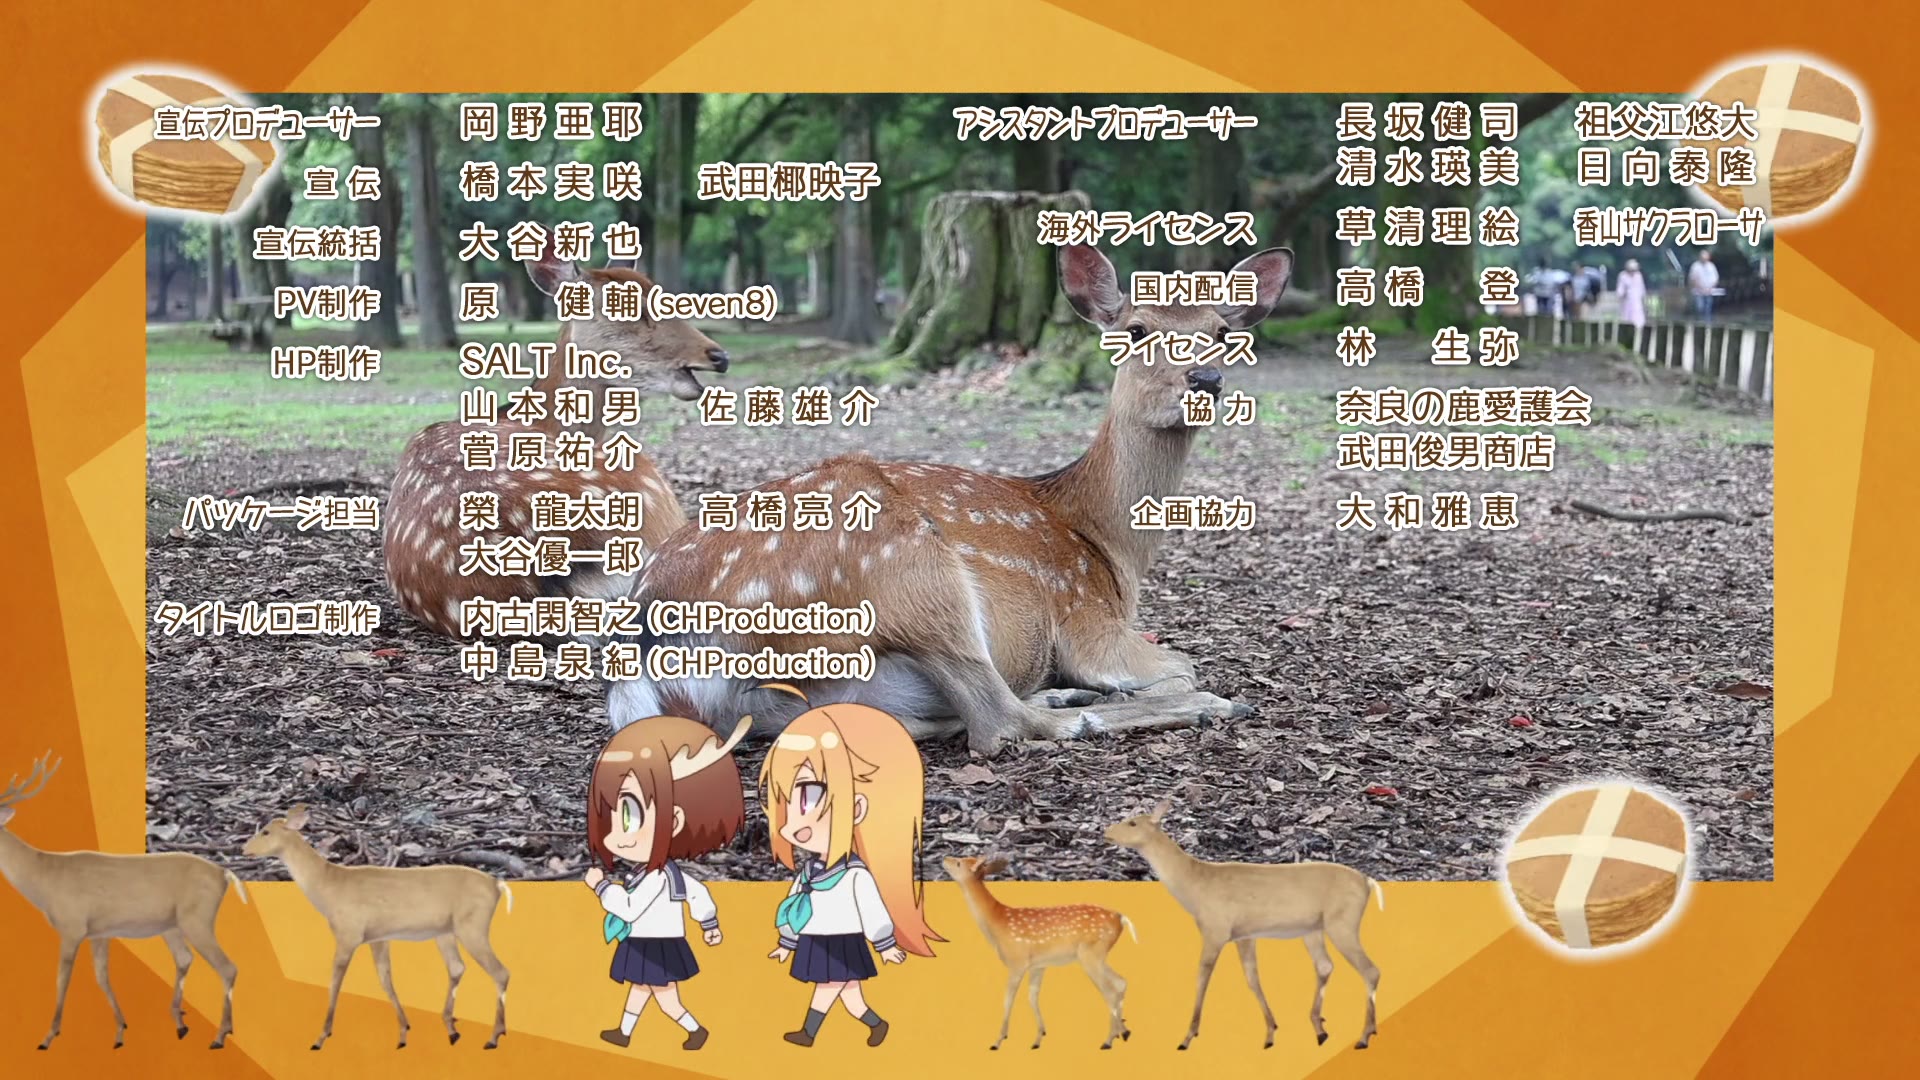 宣伝プロデューサー 岡野亜耶
宣伝 橋本実咲 武田椰映子
宣伝統括 大谷新也
PV制作 原 健輔(seven8)
HP制作 SALT Inc.
山本和男 佐藤雄介
菅原祐介
パッケージ担当 榮 龍太朗 高橋亮介
大谷優一郎
タイトルロゴ制作 内古閑智之(CHProduction)
中島泉紀(CHProduction)
アシスタントプロデューサー 長坂健司 祖父江悠大
清水瑛美 日向泰隆
海外ライセンス 草清理絵 香山サクラローサ
国内配信 高橋 登
ライセンス 林 生弥
協力 奈良の鹿愛護会
武田俊男商店
企画協力 大和雅恵